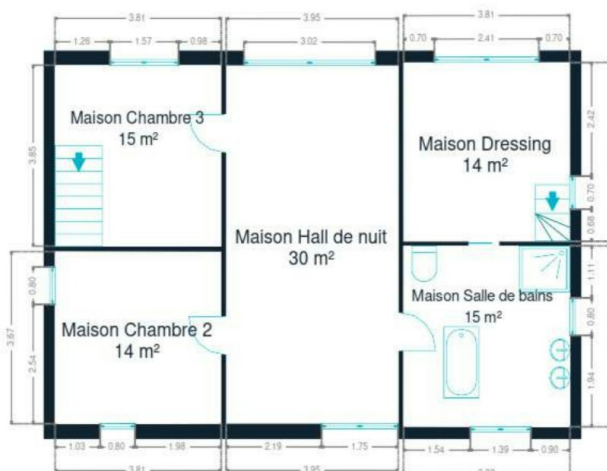 3.81 3.95 3.81
1.26 1.57 0.98 3.02 0.70 2.41 0.70
Maison Chambre 3
15 m²
Maison Dressing
14 m²
3.85
2.42
0.70
0.68
Maison Hall de nuit
30 m²
Maison Salle de bains
15 m²
1.11
0.80
1.94
0.80
3.67
2.54
Maison Chambre 2
14 m²
1.03 0.80 1.98 2.19 1.75 1.54 1.39 0.90
3.81 3.95